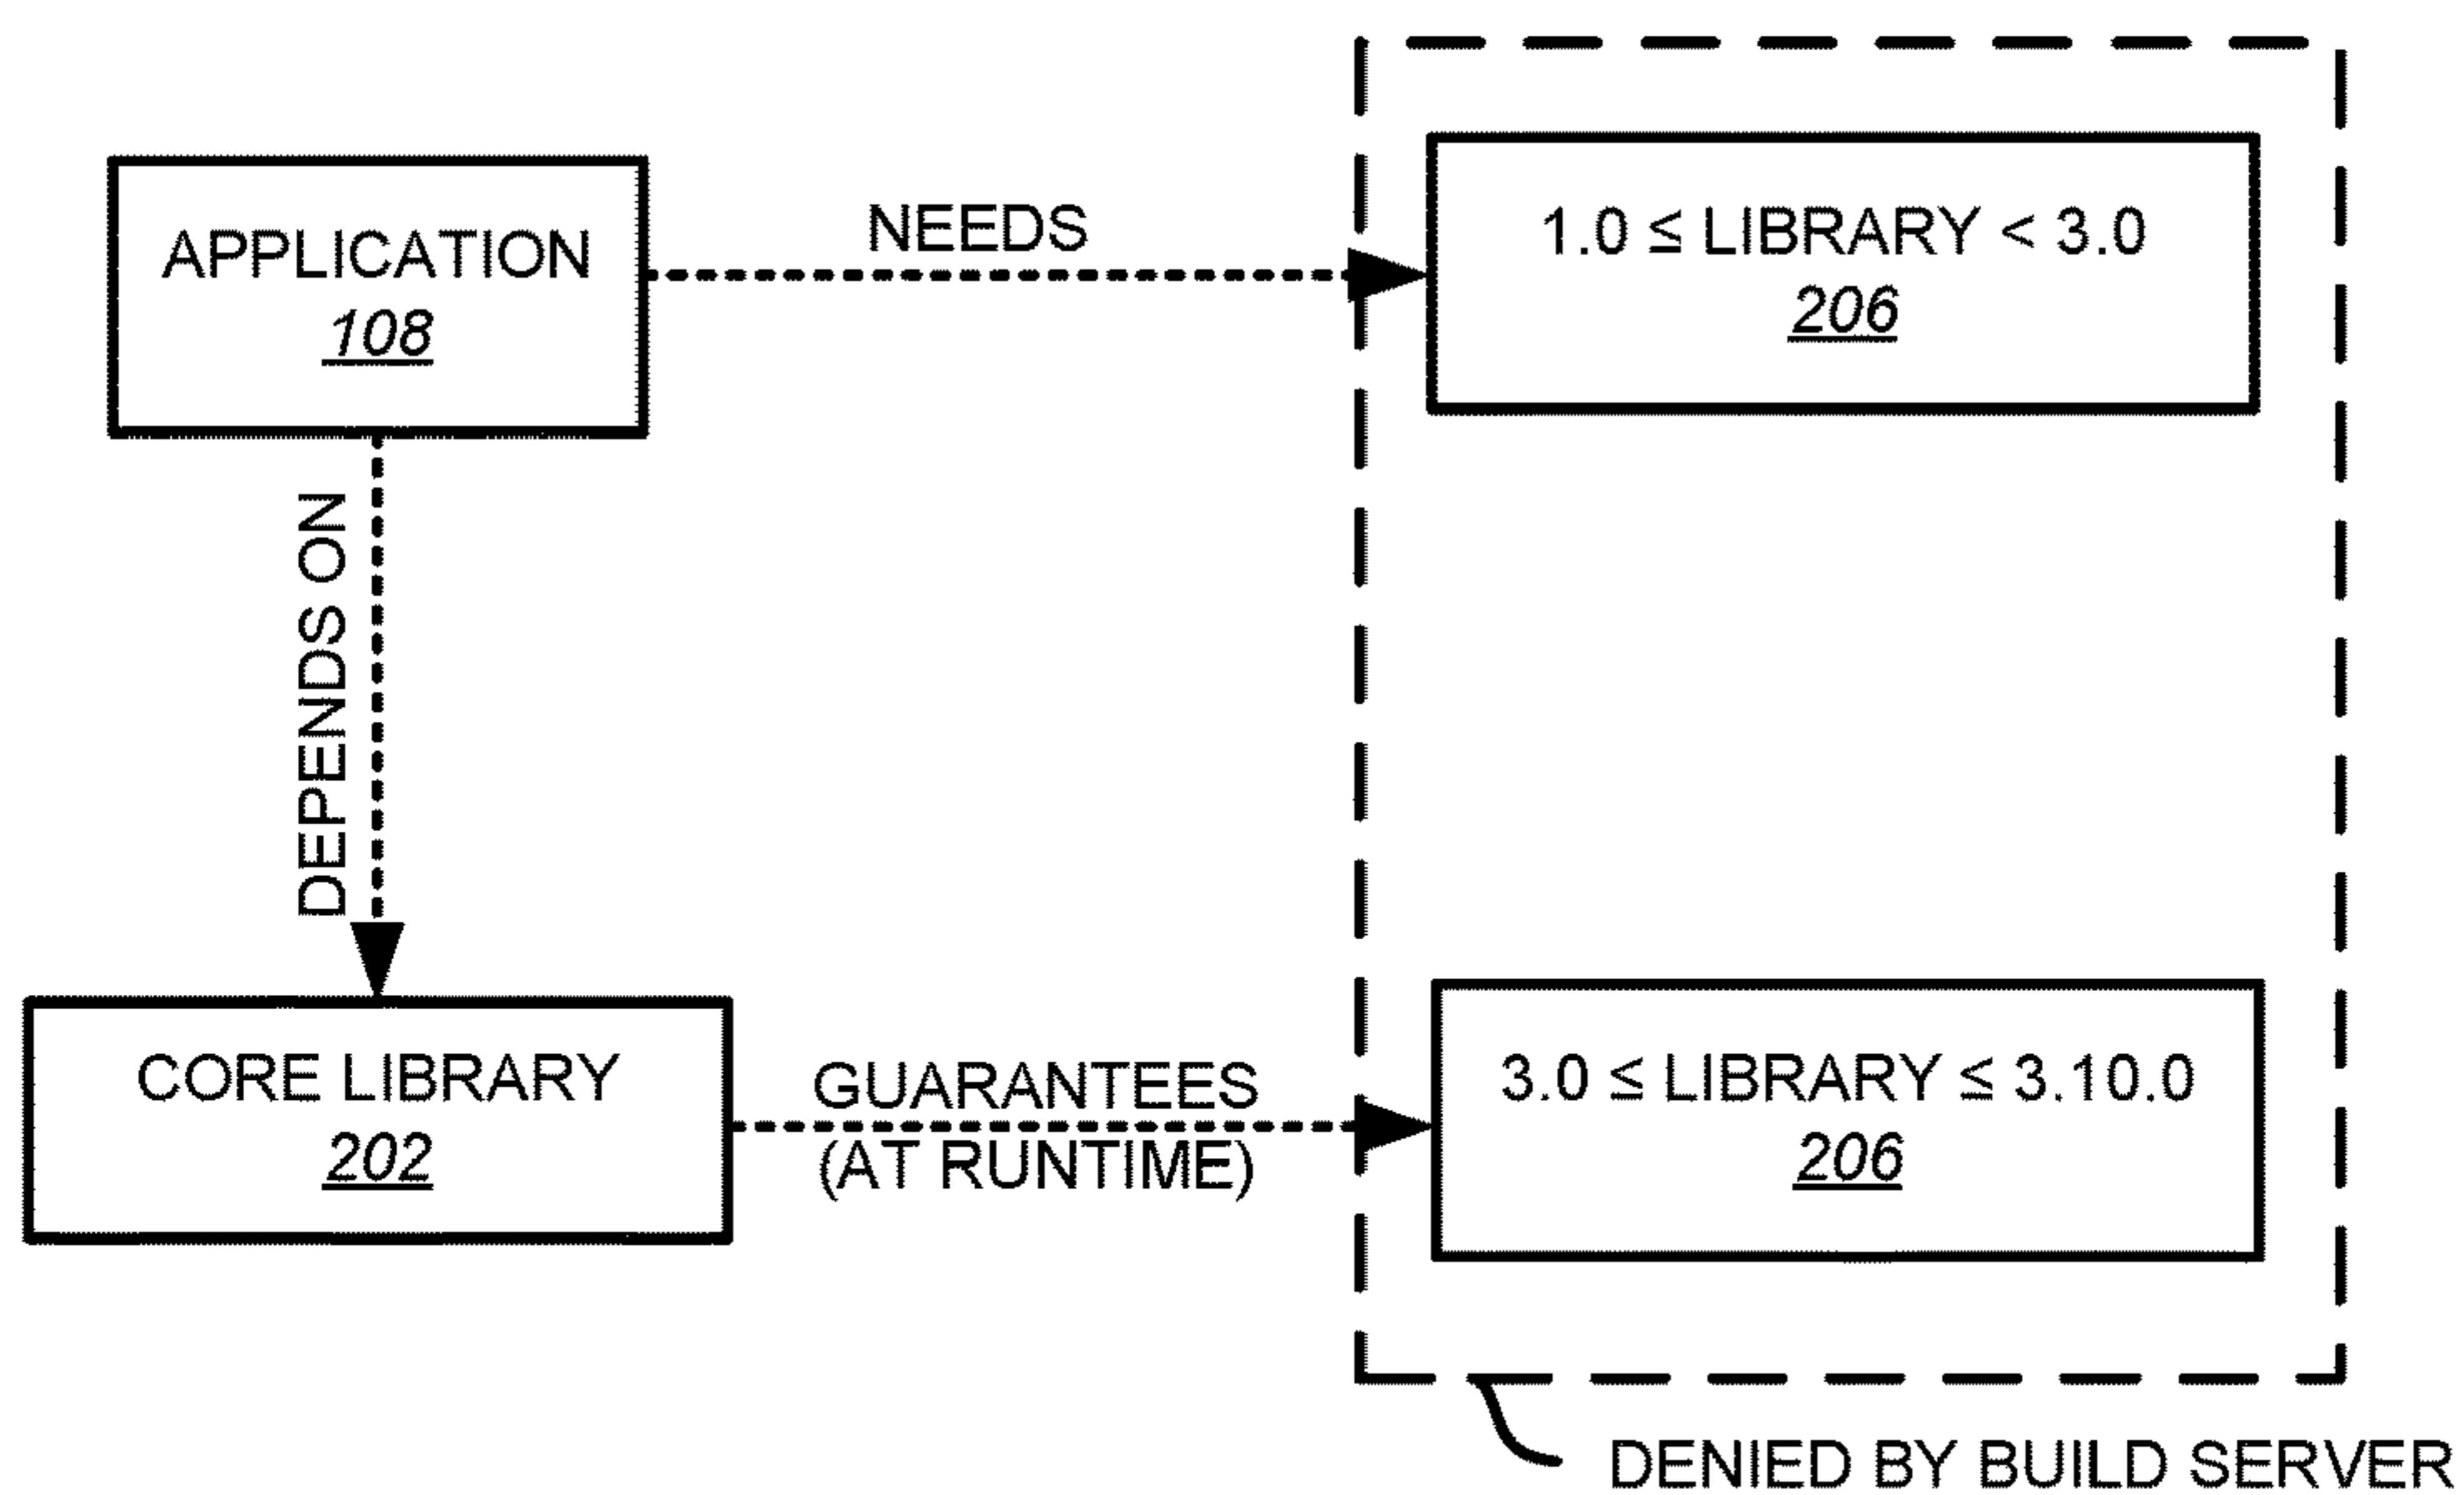 APPLICATION
108
NEEDS
1.0 ≤ LIBRARY < 3.0
206
DEPENDS ON
CORE LIBRARY
202
GUARANTEES
(AT RUNTIME)
3.0 ≤ LIBRARY ≤ 3.10.0
206
DENIED BY BUILD SERVER